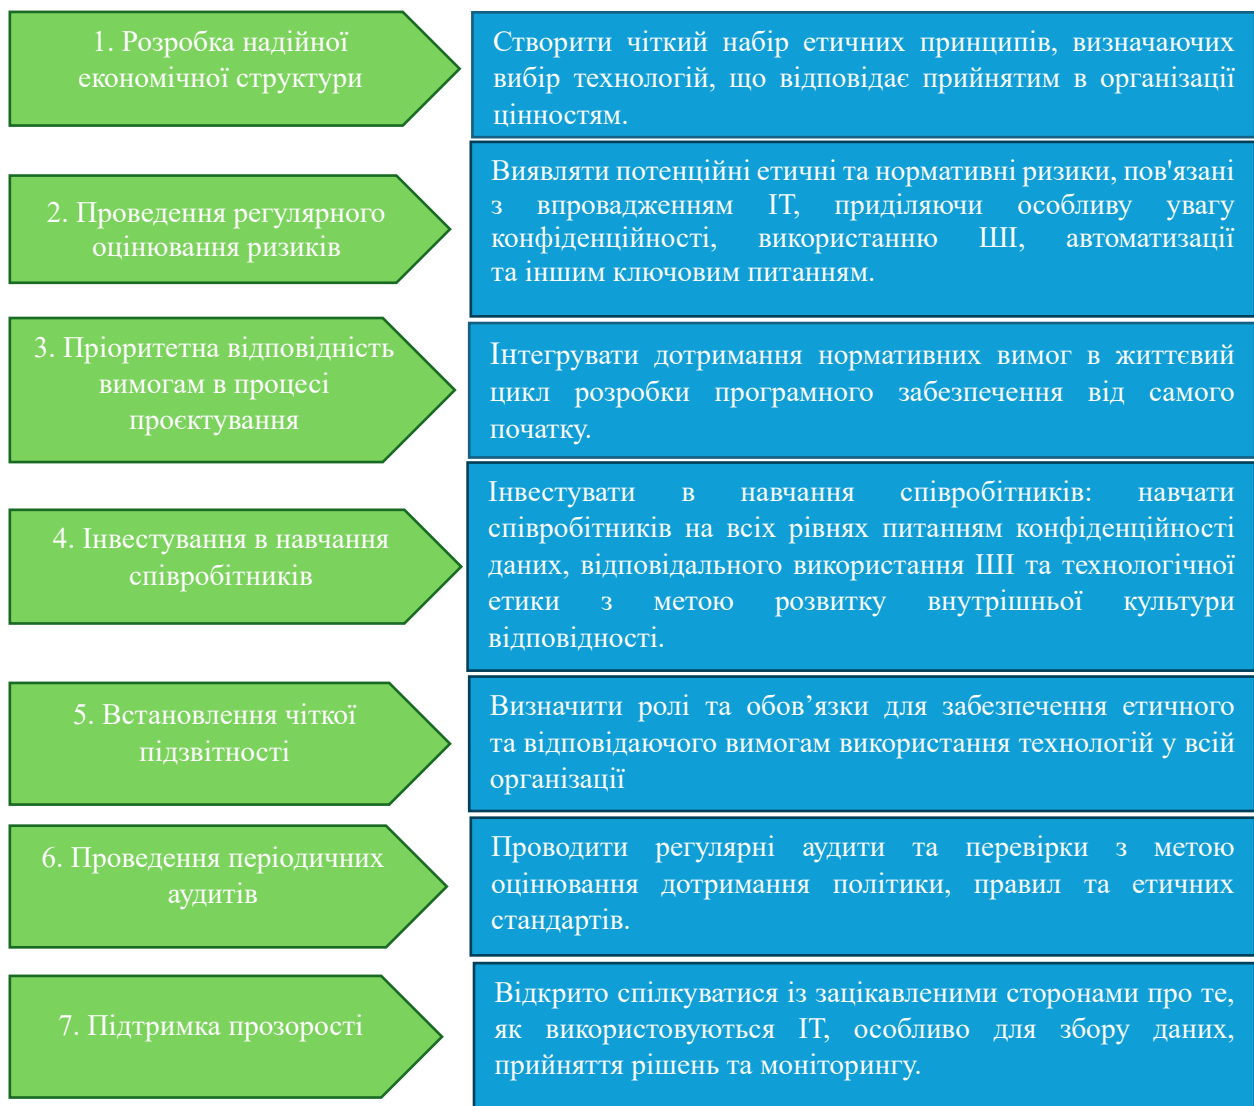 1. Розробка надійної
економічної структури
Створити чіткий набір етичних принципів, визначаючих
вибір технологій, що відповідає прийнятим в організації
цінностям.
2. Проведення регулярного
оцінювання ризиків
Виявляти потенційні етичні та нормативні ризики, пов'язані
з впровадженням ІТ, приділяючи особливу увагу
конфіденційності, використанню ШІ, автоматизації
та іншим ключовим питанням.
3. Пріоритетна відповідність
вимогам в процесі
проєктування
Інтегрувати дотримання нормативних вимог в життєвий
цикл розробки програмного забезпечення від самого
початку.
4. Інвестування в навчання
співробітників
Інвестувати в навчання співробітників: навчати
співробітників на всіх рівнях питанням конфіденційності
даних, відповідального використання ШІ та технологічної
етики з метою розвитку внутрішньої культури
відповідності.
5. Встановлення чіткої
підзвітності
Визначити ролі та обов’язки для забезпечення етичного
та відповідаючого вимогам використання технологій у всій
організації
6. Проведення періодичних
аудитів
Проводити регулярні аудити та перевірки з метою
оцінювання дотримання політики, правил та етичних
стандартів.
7. Підтримка прозорості
Відкрито спілкуватися із зацікавленими сторонами про те,
як використовуються ІТ, особливо для збору даних,
прийняття рішень та моніторингу.